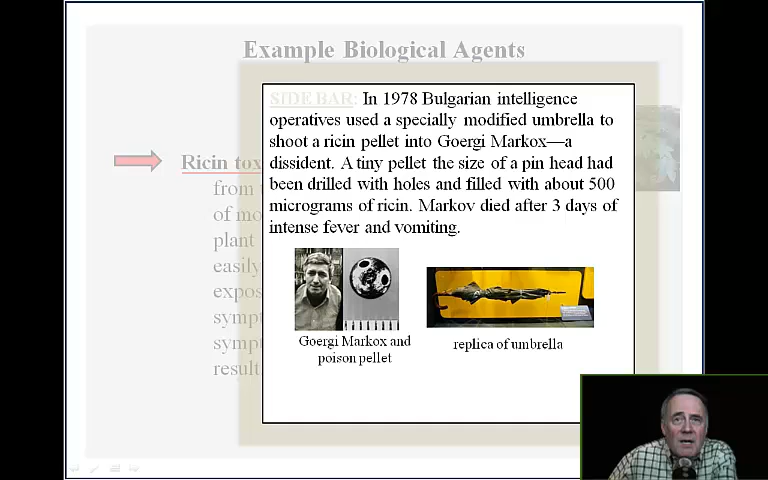 Example Biological Agents
SIDE BAR: In 1978 Bulgarian intelligence
operatives used a specially modified umbrella to
shoot a ricin pellet into Goergi Markox—a
dissident. A tiny pellet the size of a pin head had
been drilled with holes and filled with about 500
micrograms of ricin. Markov died after 3 days of
intense fever and vomiting.
Ricin tox
from
of mo
plant
easily
expos
sympt
sympt
result
Goergi Markox and
poison pellet
replica of umbrella